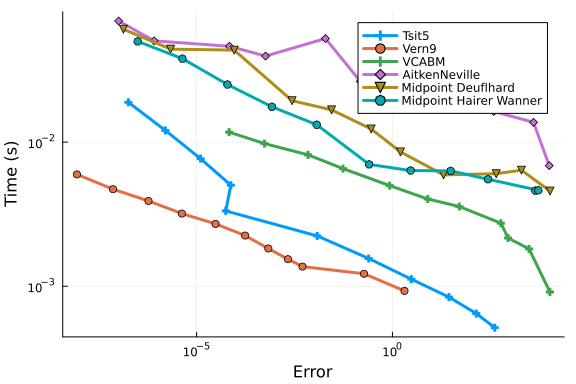 Tsit5
Vern9
VCABM
AitkenNeville
Midpoint Deuflhard
Midpoint Hairer Wanner
Time (s)
10⁻²
10⁻³
10⁻⁵
10⁰
Error